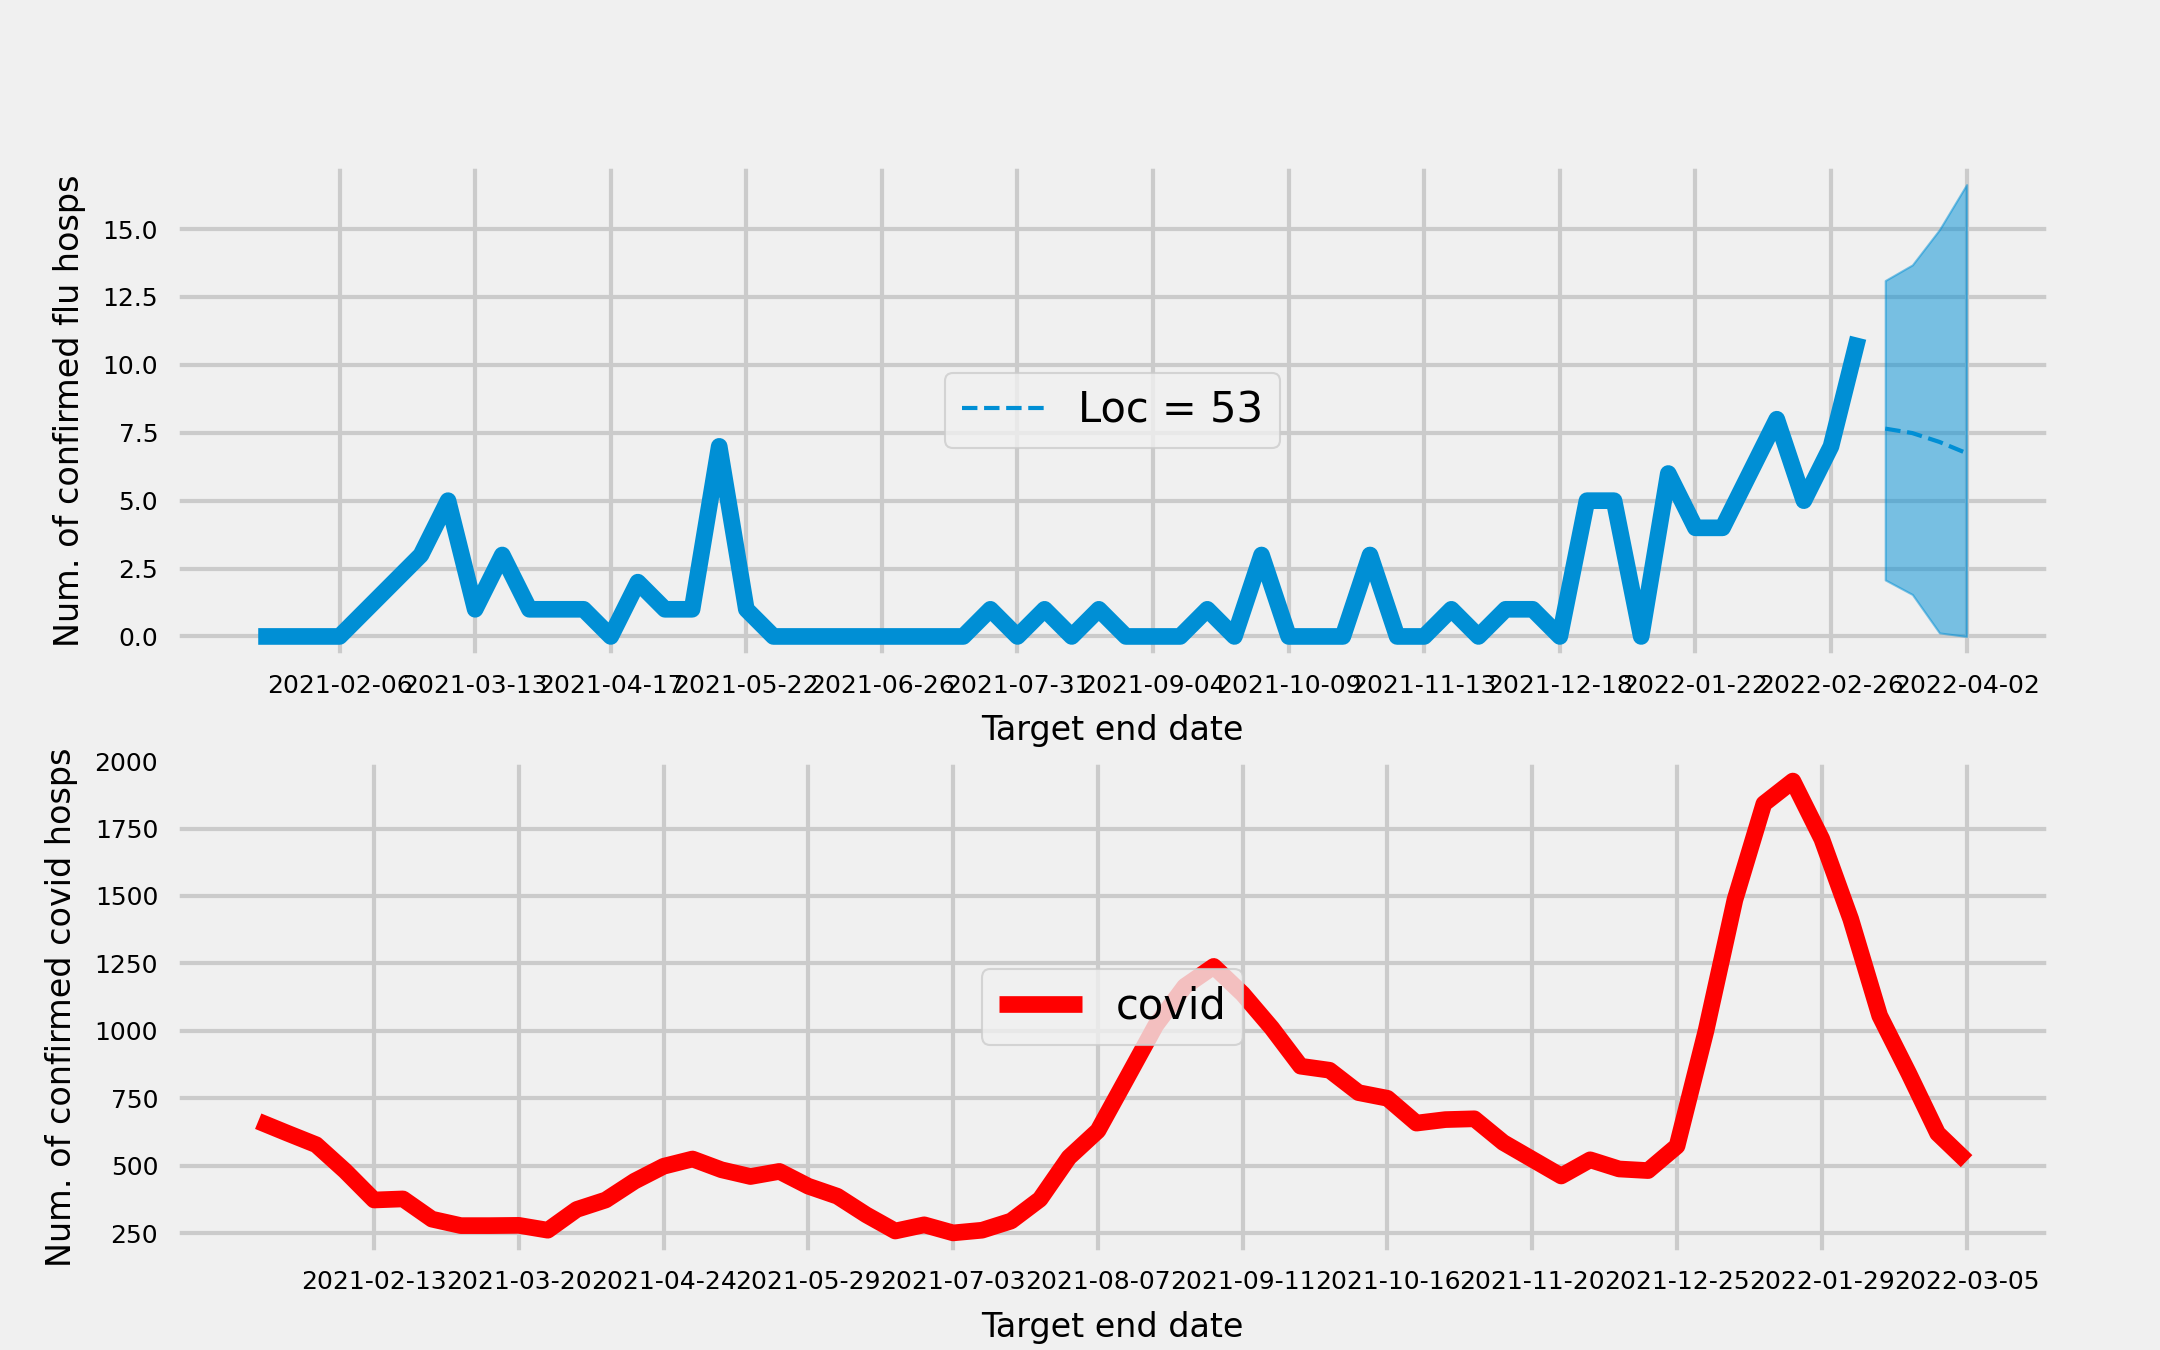 Num. of confirmed flu hosps
15.0
12.5
10.0
7.5
5.0
2.5
0.0
Loc = 53
2021-02-06 2021-03-13 2021-04-17 2021-05-22 2021-06-26 2021-07-31 2021-09-04 2021-10-09 2021-11-13 2021-12-18 2022-01-22 2022-02-26 2022-04-02
Target end date
Num. of confirmed covid hosps
2000
1750
1500
1250
1000
750
500
250
covid
2021-02-13 2021-03-20 2021-04-24 2021-05-29 2021-07-03 2021-08-07 2021-09-11 2021-10-16 2021-11-20 2021-12-25 2022-01-29 2022-03-05
Target end date